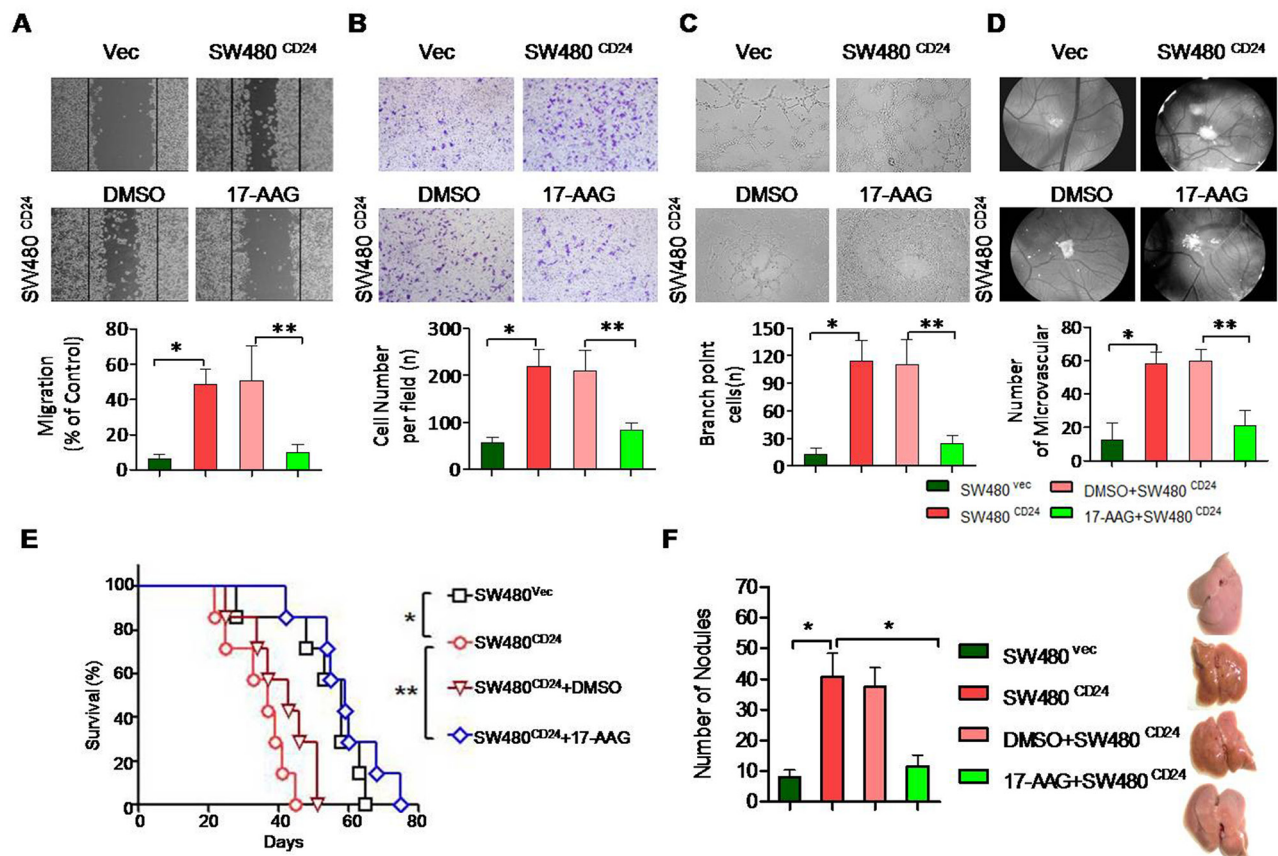 A B C D
Vec SW480 CD24 Vec SW480 CD24 Vec SW480 CD24 Vec SW480 CD24
DMSO 17-AAG DMSO 17-AAG DMSO 17-AAG DMSO 17-AAG
SW480 CD24
SW480 CD24
SW480 CD24
SW480 CD24
Migration
(% of Control)
80
60
40
20
0
* **
Cell Number
per field (n)
300
200
100
0
* **
Branch point
cells(n)
150
120
90
60
30
0
* **
Number
of Microvascular
80
60
40
20
0
* **
SW480 vec DMSO+SW480 CD24
SW480 CD24 17-AAG+SW480 CD24
E
Survival (%)
100
80
60
40
20
0
0 20 40 60 80
Days
*
**
SW480Vec
SW480CD24
SW480CD24+DMSO
SW480CD24+17-AAG
F
Number of Nodules
70
60
50
40
30
20
10
0
* *
SW480 vec
SW480 CD24
DMSO+SW480 CD24
17-AAG+SW480 CD24